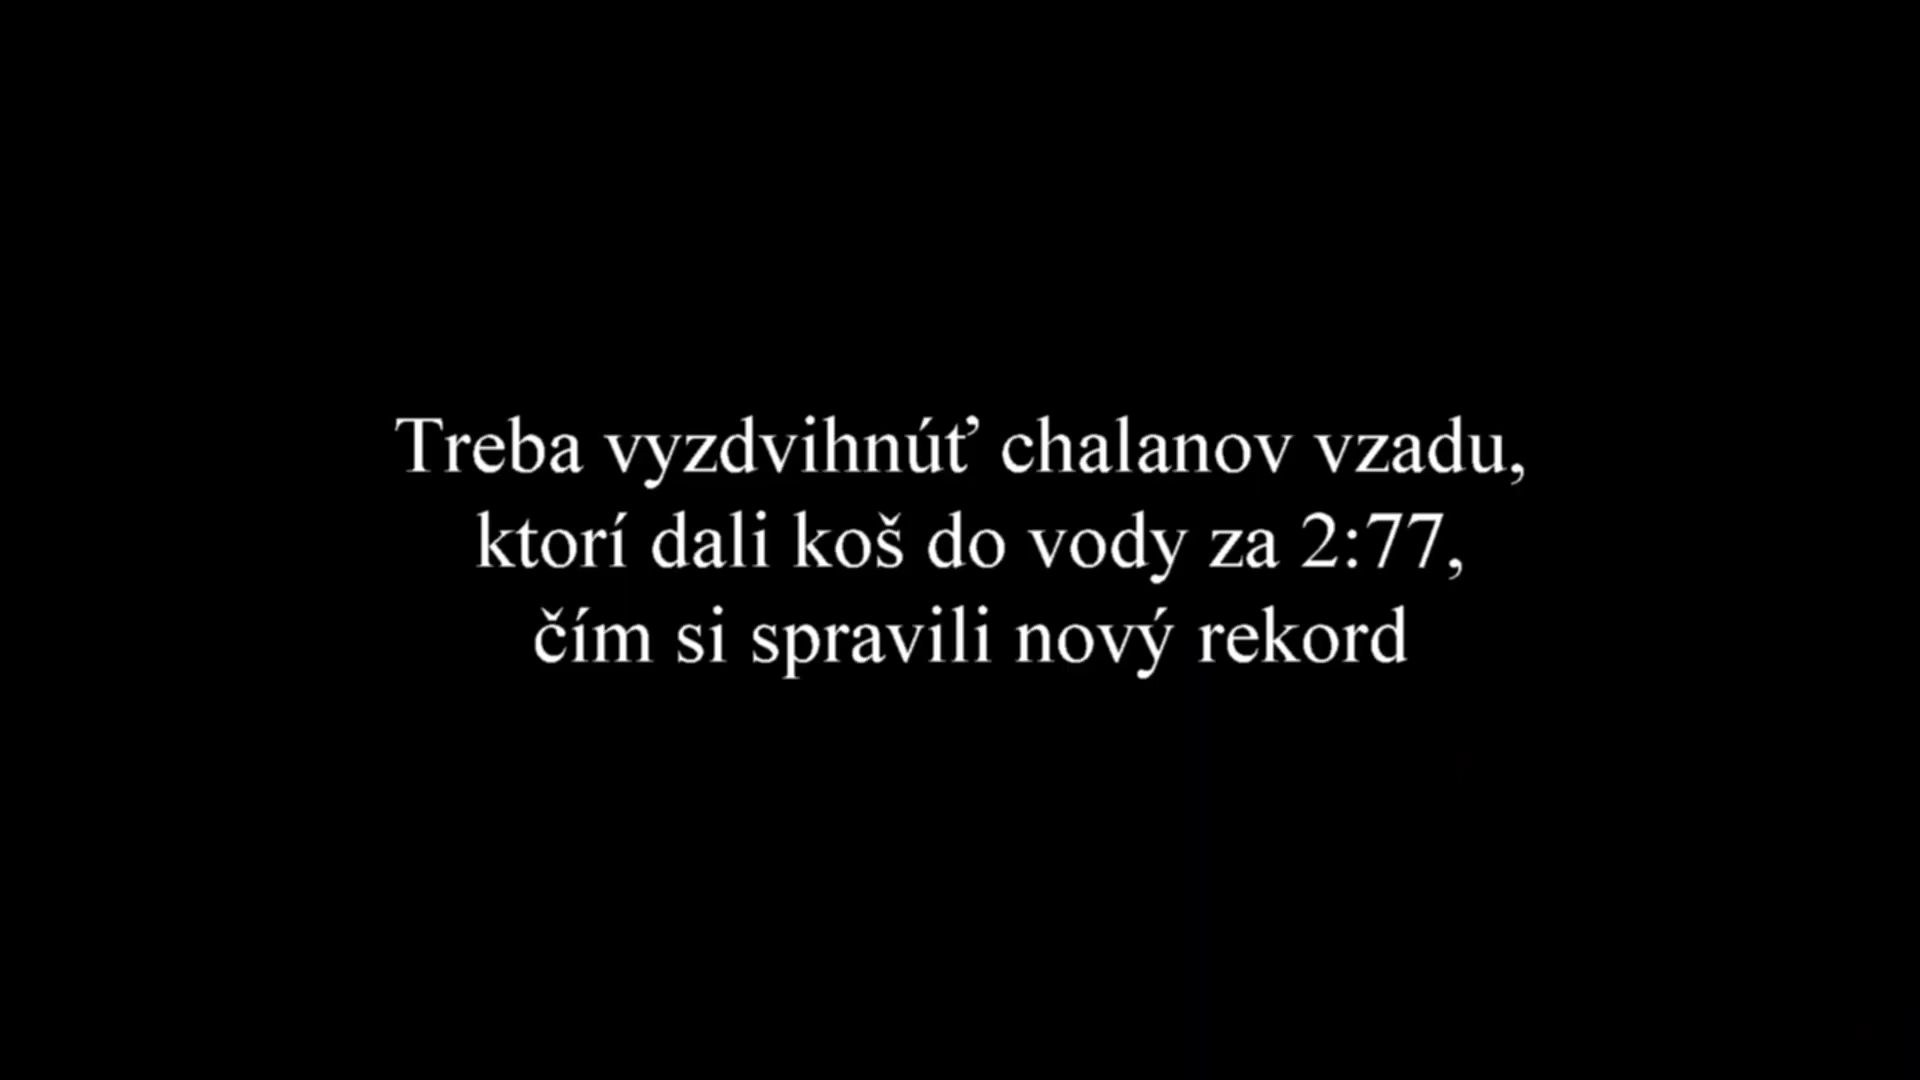 Treba vyzdvihnúť chalanov vzadu,
ktorí dali koš do vody za 2:77,
čím si spravili nový rekord